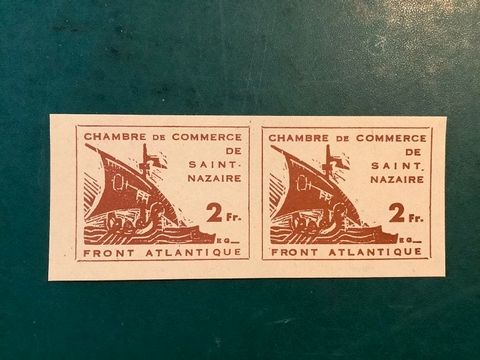 CHAMBRE DE COMMERCE
DE
SAINT-
NAZAIRE
2 Fr.
EG
FRONT ATLANTIQUE
CHAMBRE DE COMMERCE
DE
SAINT-
NAZAIRE
2 Fr.
EG
FRONT ATLANTIQUE